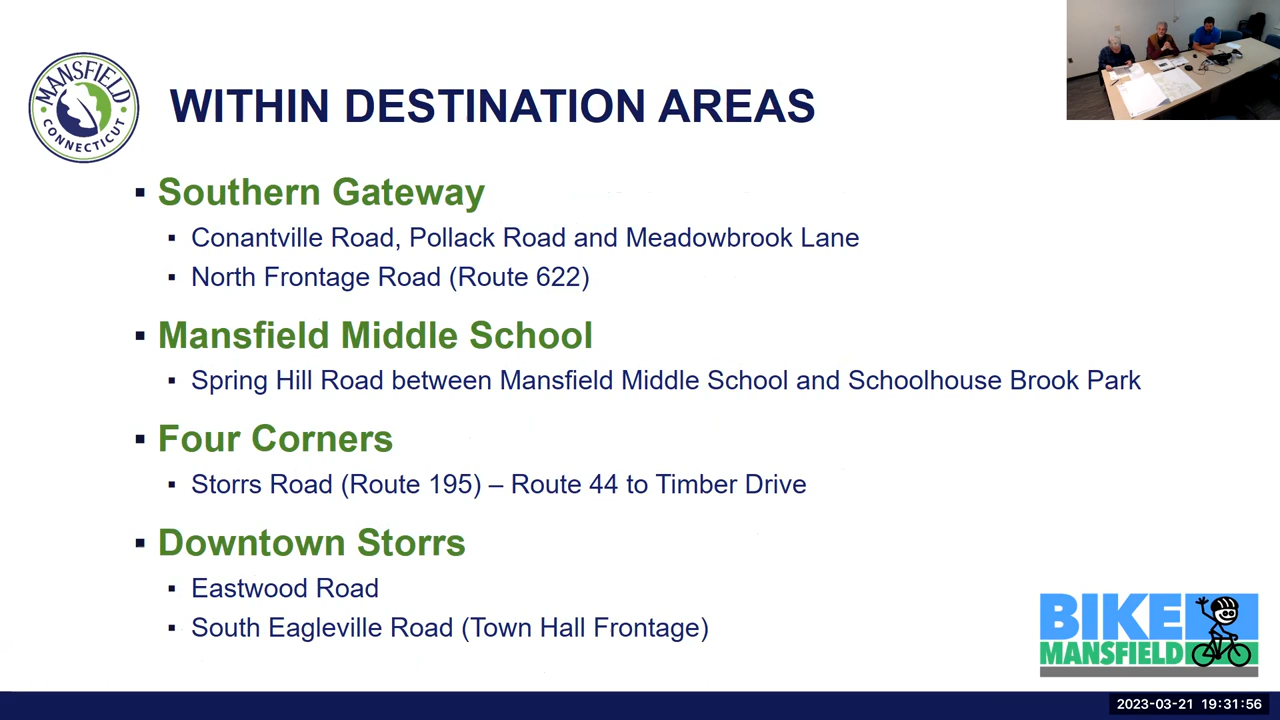 MANSFIELD
CONNECTICUT
WITHIN DESTINATION AREAS
Southern Gateway
Conantville Road, Pollack Road and Meadowbrook Lane
North Frontage Road (Route 622)
Mansfield Middle School
Spring Hill Road between Mansfield Middle School and Schoolhouse Brook Park
Four Corners
Storrs Road (Route 195) – Route 44 to Timber Drive
Downtown Storrs
Eastwood Road
South Eagleville Road (Town Hall Frontage)
BIKE
MANSFIELD
2023-03-21 19:31:56